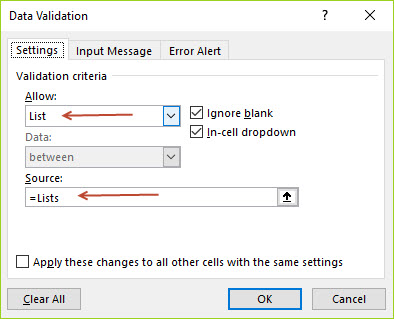 Data Validation ? ×
Settings Input Message Error Alert
Validation criteria
Allow:
List
Ignore blank
In-cell dropdown
Data:
between
Source:
=Lists
Apply these changes to all other cells with the same settings
Clear All OK Cancel